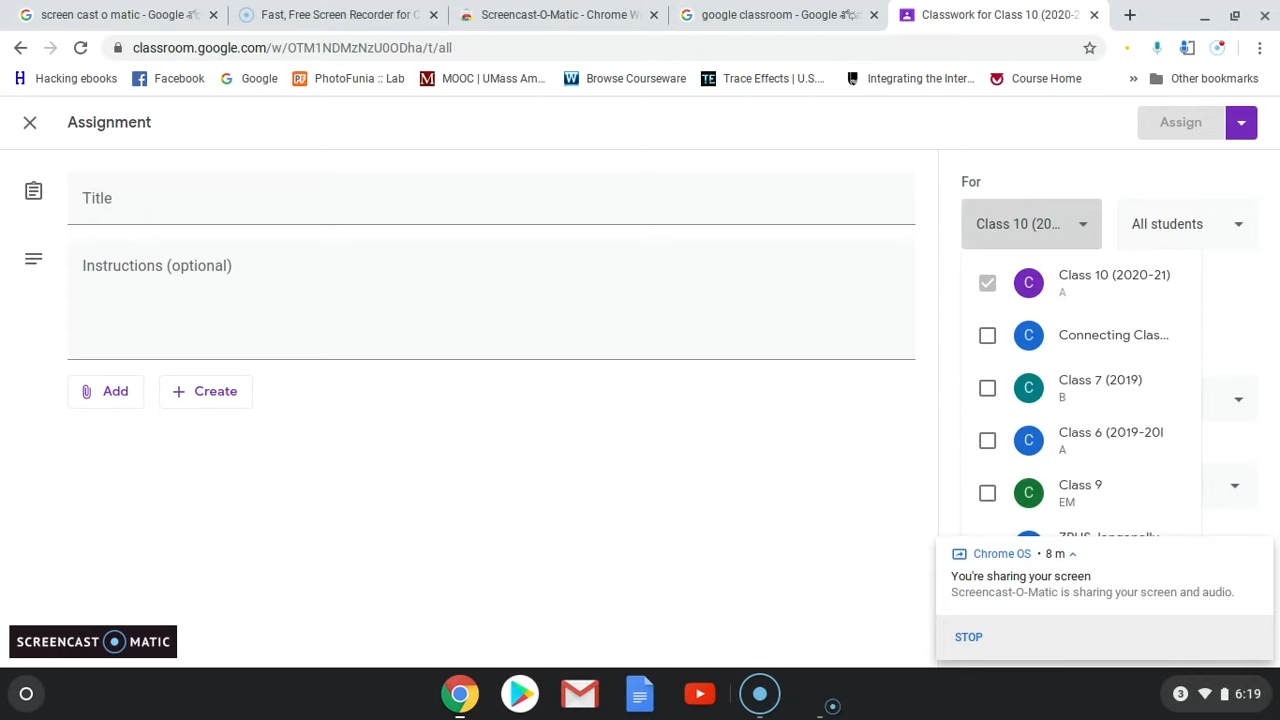 screen cast o matic - Google
Fast, Free Screen Recorder for C
Screencast-O-Matic - Chrome W
google classroom - Google
Classwork for Class 10 (2020-2
classroom.google.com/w/OTM1NDMzNzU0ODha/t/all
Hacking ebooks
Facebook
Google
PhotoFunia :: Lab
MOOC | UMass Am...
Browse Courseware
Trace Effects | U.S....
Integrating the Inter...
Course Home
Other bookmarks
Assignment
Assign
Title
Instructions (optional)
Add
Create
For
Class 10 (20...
All students
C
Class 10 (2020-21)
A
C
Connecting Clas...
C
Class 7 (2019)
B
C
Class 6 (2019-20I
A
C
Class 9
EM
Chrome OS • 8 m
You're sharing your screen
Screencast-O-Matic is sharing your screen and audio.
STOP
SCREENCAST MATIC
3
6:19